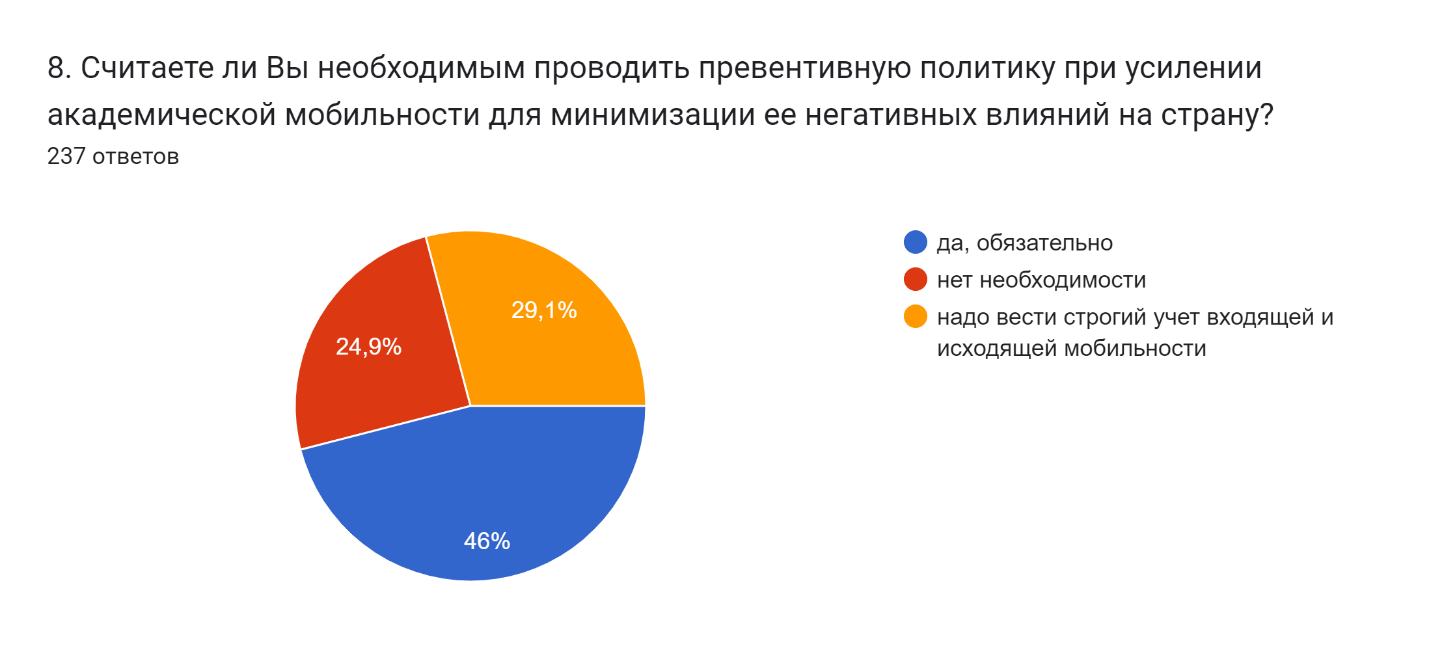 8. Считаете ли Вы необходимым проводить превентивную политику при усилении
академической мобильности для минимизации ее негативных влияний на страну?
237 ответов
да, обязательно
нет необходимости
надо вести строгий учет входящей и
исходящей мобильности
29,1%
24,9%
46%